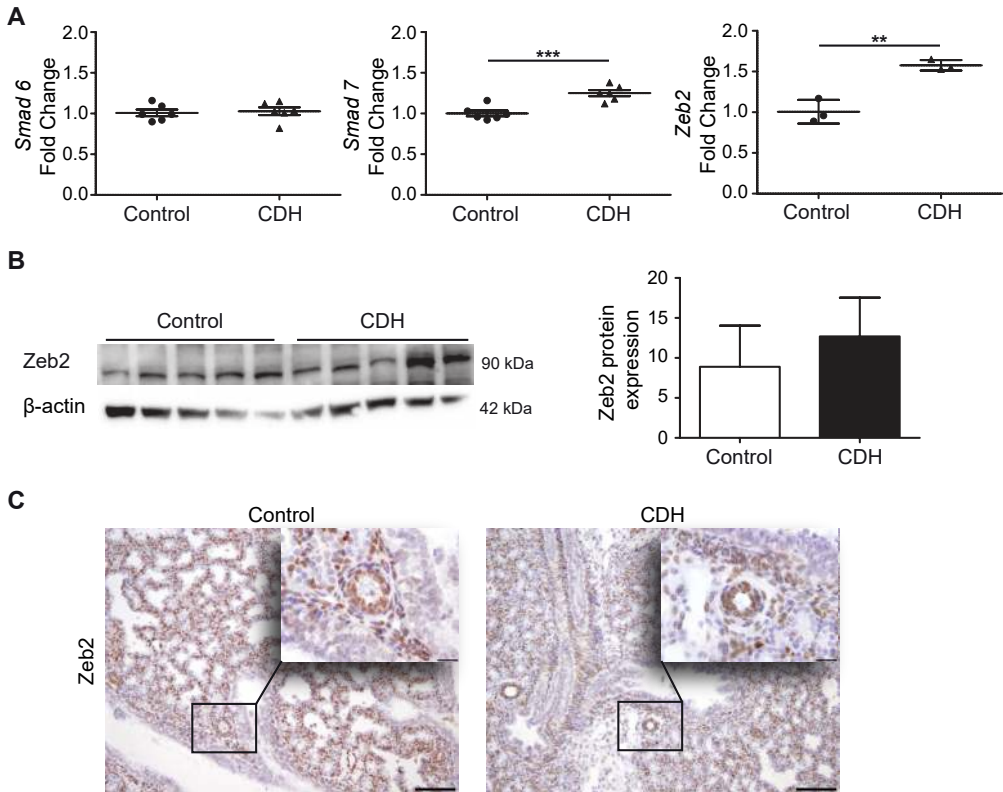 A
Smad 6
Fold Change
2.0
1.5
1.0
0.5
0.0
Control
CDH
Smad 7
Fold Change
2.0
1.5
1.0
0.5
0.0
***
Control
CDH
Zeb2
Fold Change
2.0
1.5
1.0
0.5
0.0
**
Control
CDH
B
Control
CDH
Zeb2
90 kDa
β-actin
42 kDa
Zeb2 protein
expression
20
15
10
5
0
Control
CDH
C
Control
CDH
Zeb2